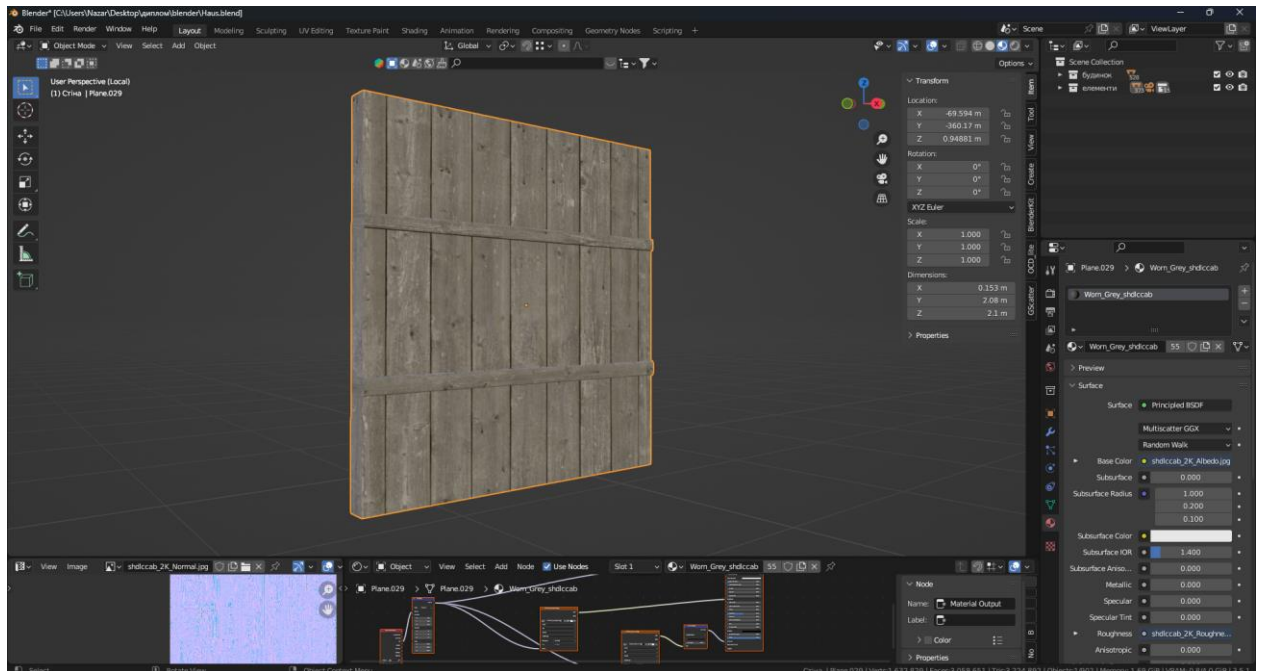 Blender* [C:\Users\Nazar\Desktop\диплом\blender\Haus.blend]
File Edit Render Window Help Layout Modeling Sculpting UV Editing Texture Paint Shading Animation Rendering Compositing Geometry Nodes Scripting + Scene ViewLayer
Object Mode View Select Add Object Global
Options
User Perspective (Local)
(1) Стіна | Plane.029
Transform
Location:
X -69.594 m
Y -360.17 m
Z 0.94881 m
Rotation:
X 0°
Y 0°
Z 0°
XYZ Euler
Scale:
X 1.000
Y 1.000
Z 1.000
Dimensions:
X 0.153 m
Y 2.08 m
Z 2.1 m
Properties
Item
Tool
View
Create
BlenderKit
OCD_lite
GScatter
Z
X
Scene Collection
будинок
елементи
Plane.029 > Worn_Grey_shdlccab
Worn_Grey_shdlccab
Worn_Grey_shdlccab 55
Preview
Surface
Surface Principled BSDF
Multiscatter GGX
Random Walk
Base Color shdlccab_2K_Albedo.jpg
Subsurface 0.000
Subsurface Radius 1.000
0.200
0.100
Subsurface Color
Subsurface IOR 1.400
Subsurface Aniso... 0.000
Metallic 0.000
Specular 0.000
Specular Tint 0.000
Roughness shdlccab_2K_Roughne...
Anisotropic 0.000
View Image shdlccab_2K_Normal.jpg
Object View Select Add Node Use Nodes Slot 1 Worn_Grey_shdlccab 55
Plane.029 > Plane.029 > Worn_Grey_shdlccab
Node
Name: Material Output
Label:
Color
Properties